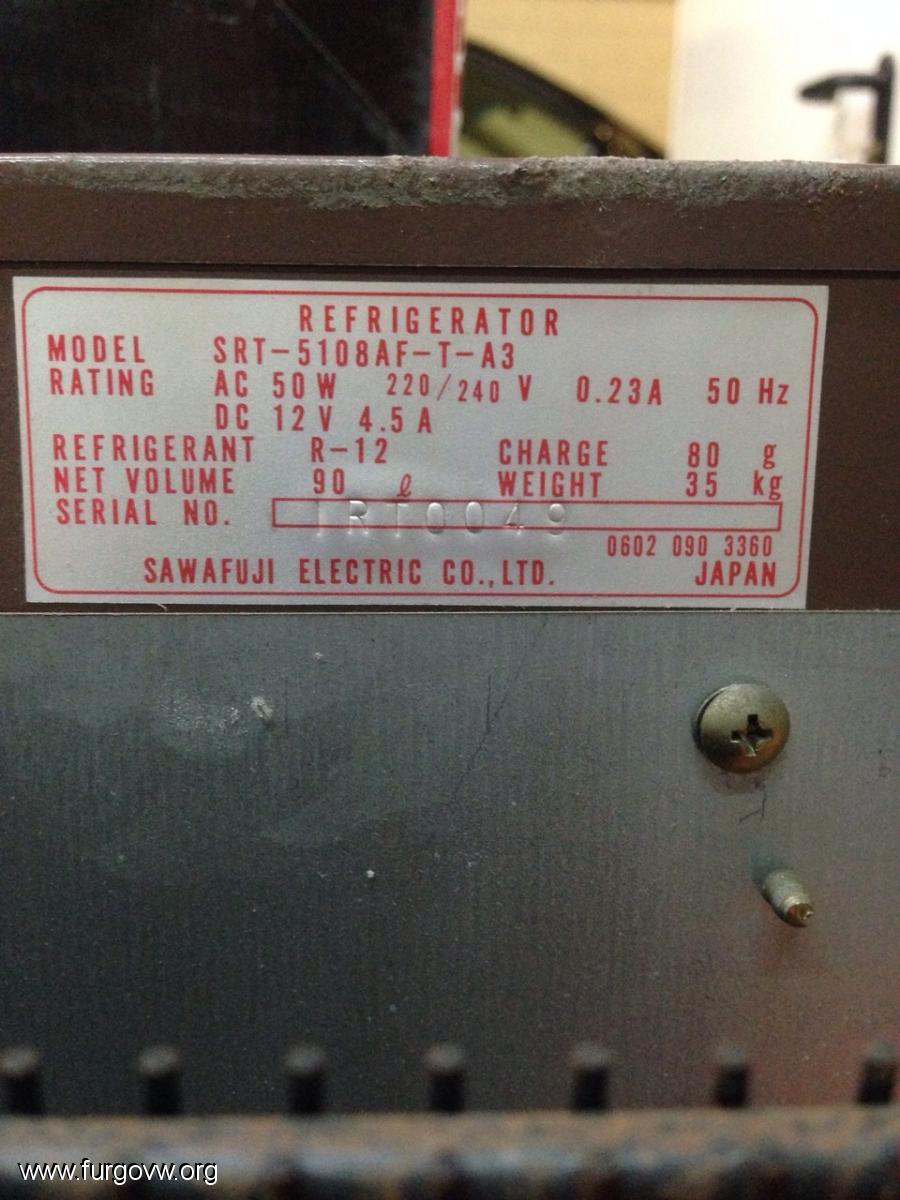 REFRIGERATOR
MODEL SRT-5108AF-T-A3
RATING AC 50 W 220/240 V 0.23A 50 Hz
DC 12 V 4.5 A
REFRIGERANT R-12 CHARGE 80 g
NET VOLUME 90 ℓ WEIGHT 35 kg
SERIAL NO.
0602 090 3360
SAWAFUJI ELECTRIC CO.,LTD. JAPAN
www.furgovw.org